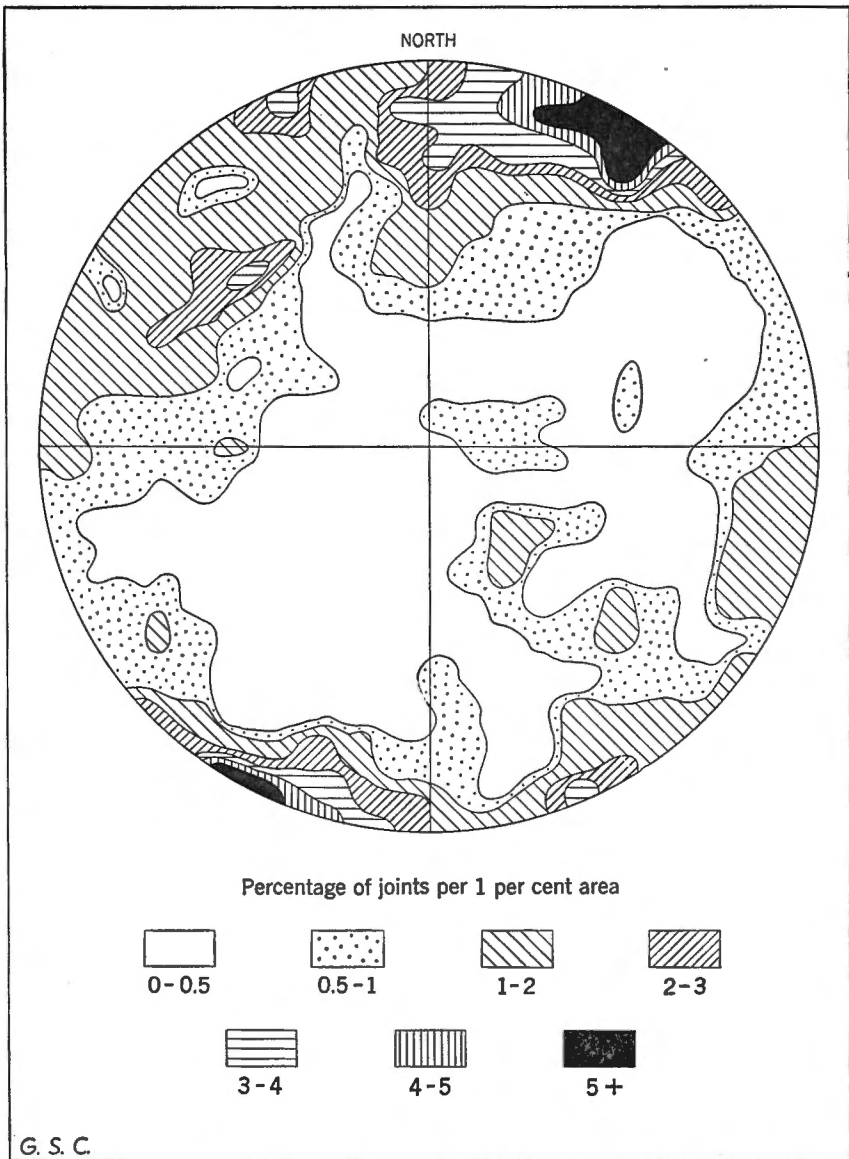 NORTH
Percentage of joints per 1 per cent area
0-0.5 0.5-1 1-2 2-3
3-4 4-5 5+
G. S. C.